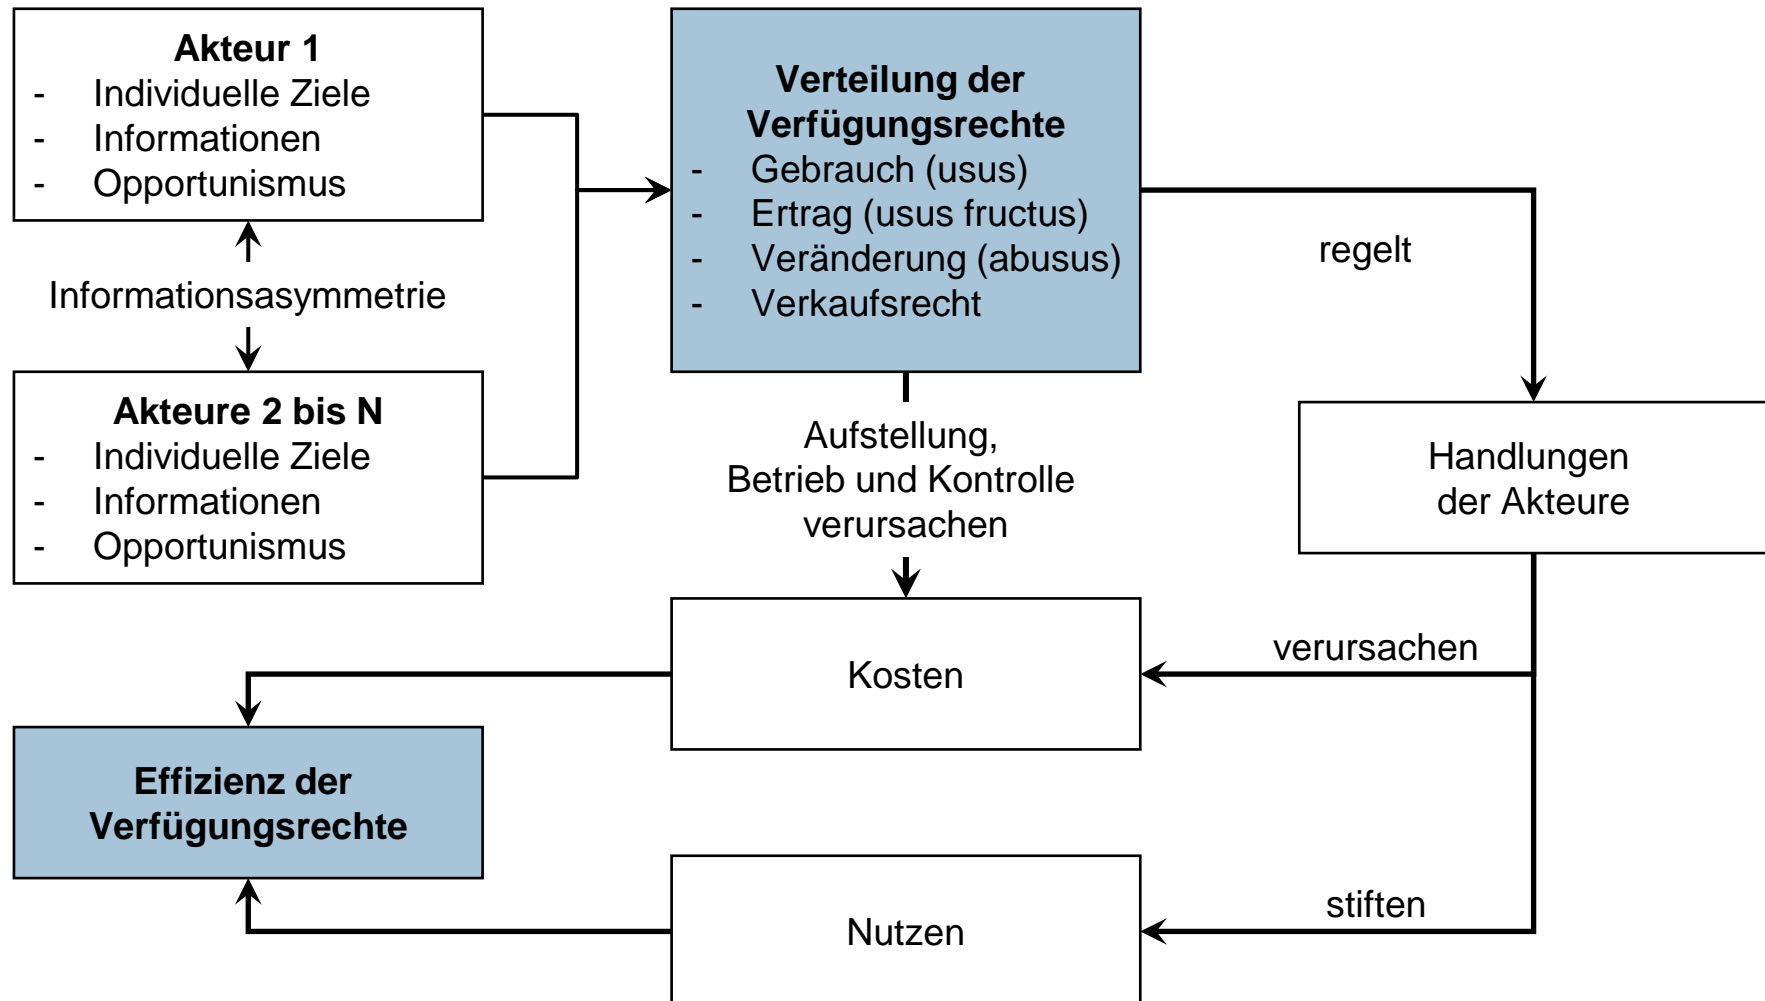 Akteur 1
- Individuelle Ziele
- Informationen
- Opportunismus
Informationsasymmetrie
Akteure 2 bis N
- Individuelle Ziele
- Informationen
- Opportunismus
Verteilung der
Verfügungsrechte
- Gebrauch (usus)
- Ertrag (usus fructus)
- Veränderung (abusus)
- Verkaufsrecht
regelt
Aufstellung,
Betrieb und Kontrolle
verursachen
Handlungen
der Akteure
verursachen
Kosten
Effizienz der
Verfügungsrechte
stiften
Nutzen